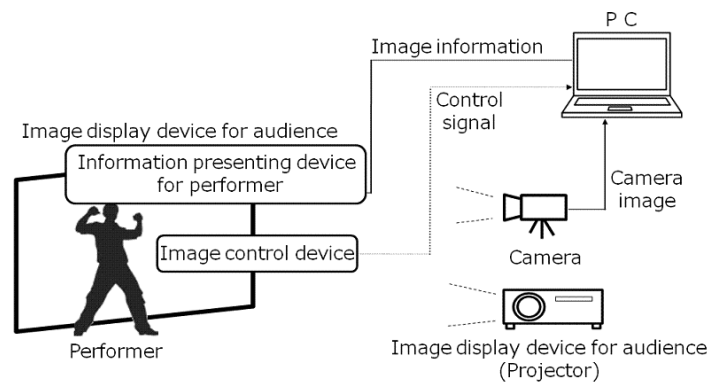 P C
Image information
Control
signal
Image display device for audience
Information presenting device
for performer
Camera
image
Image control device
Camera
Performer
Image display device for audience
(Projector)